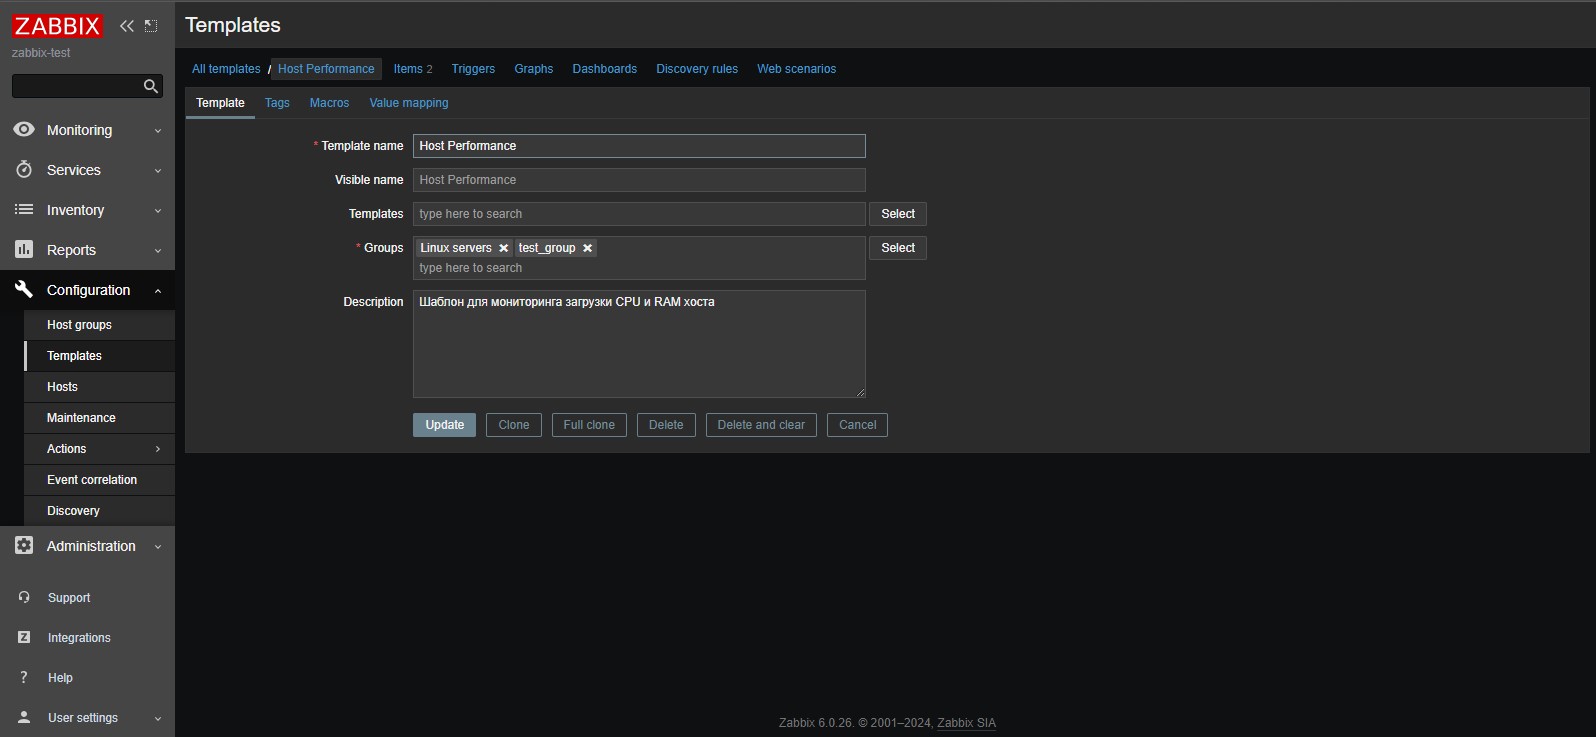 ZABBIX
zabbix-test
Monitoring
Services
Inventory
Reports
Configuration
Host groups
Templates
Hosts
Maintenance
Actions
Event correlation
Discovery
Administration
Support
Z Integrations
? Help
User settings
Templates
All templates / Host Performance Items 2 Triggers Graphs Dashboards Discovery rules Web scenarios
Template Tags Macros Value mapping
* Template name Host Performance
Visible name Host Performance
Templates type here to search Select
* Groups Linux servers test_group Select
type here to search
Description Шаблон для мониторинга загрузки CPU и RAM хоста
Update Clone Full clone Delete Delete and clear Cancel
Zabbix 6.0.26. © 2001–2024, Zabbix SIA